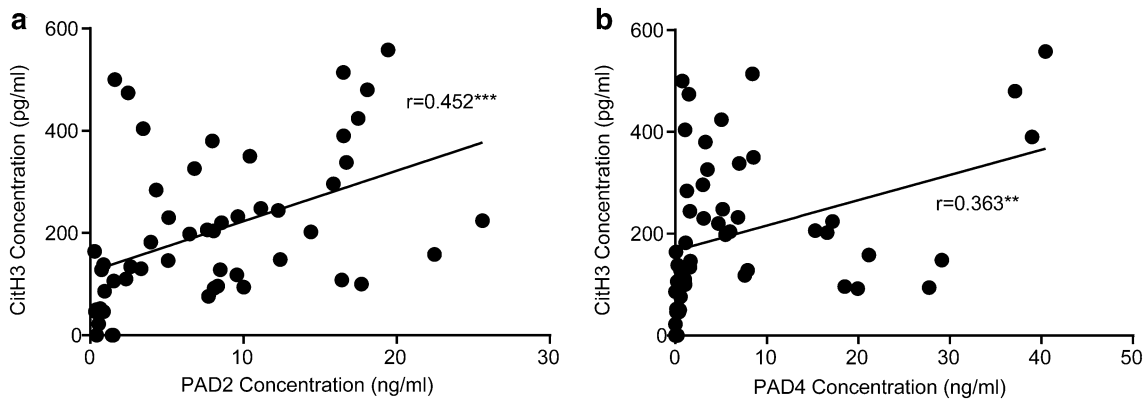 a
CitH3 Concentration (pg/ml)
600
400
200
0
0 10 20 30
r=0.452***
PAD2 Concentration (ng/ml)
b
CitH3 Concentration (pg/ml)
600
400
200
0
0 10 20 30 40 50
r=0.363**
PAD4 Concentration (ng/ml)